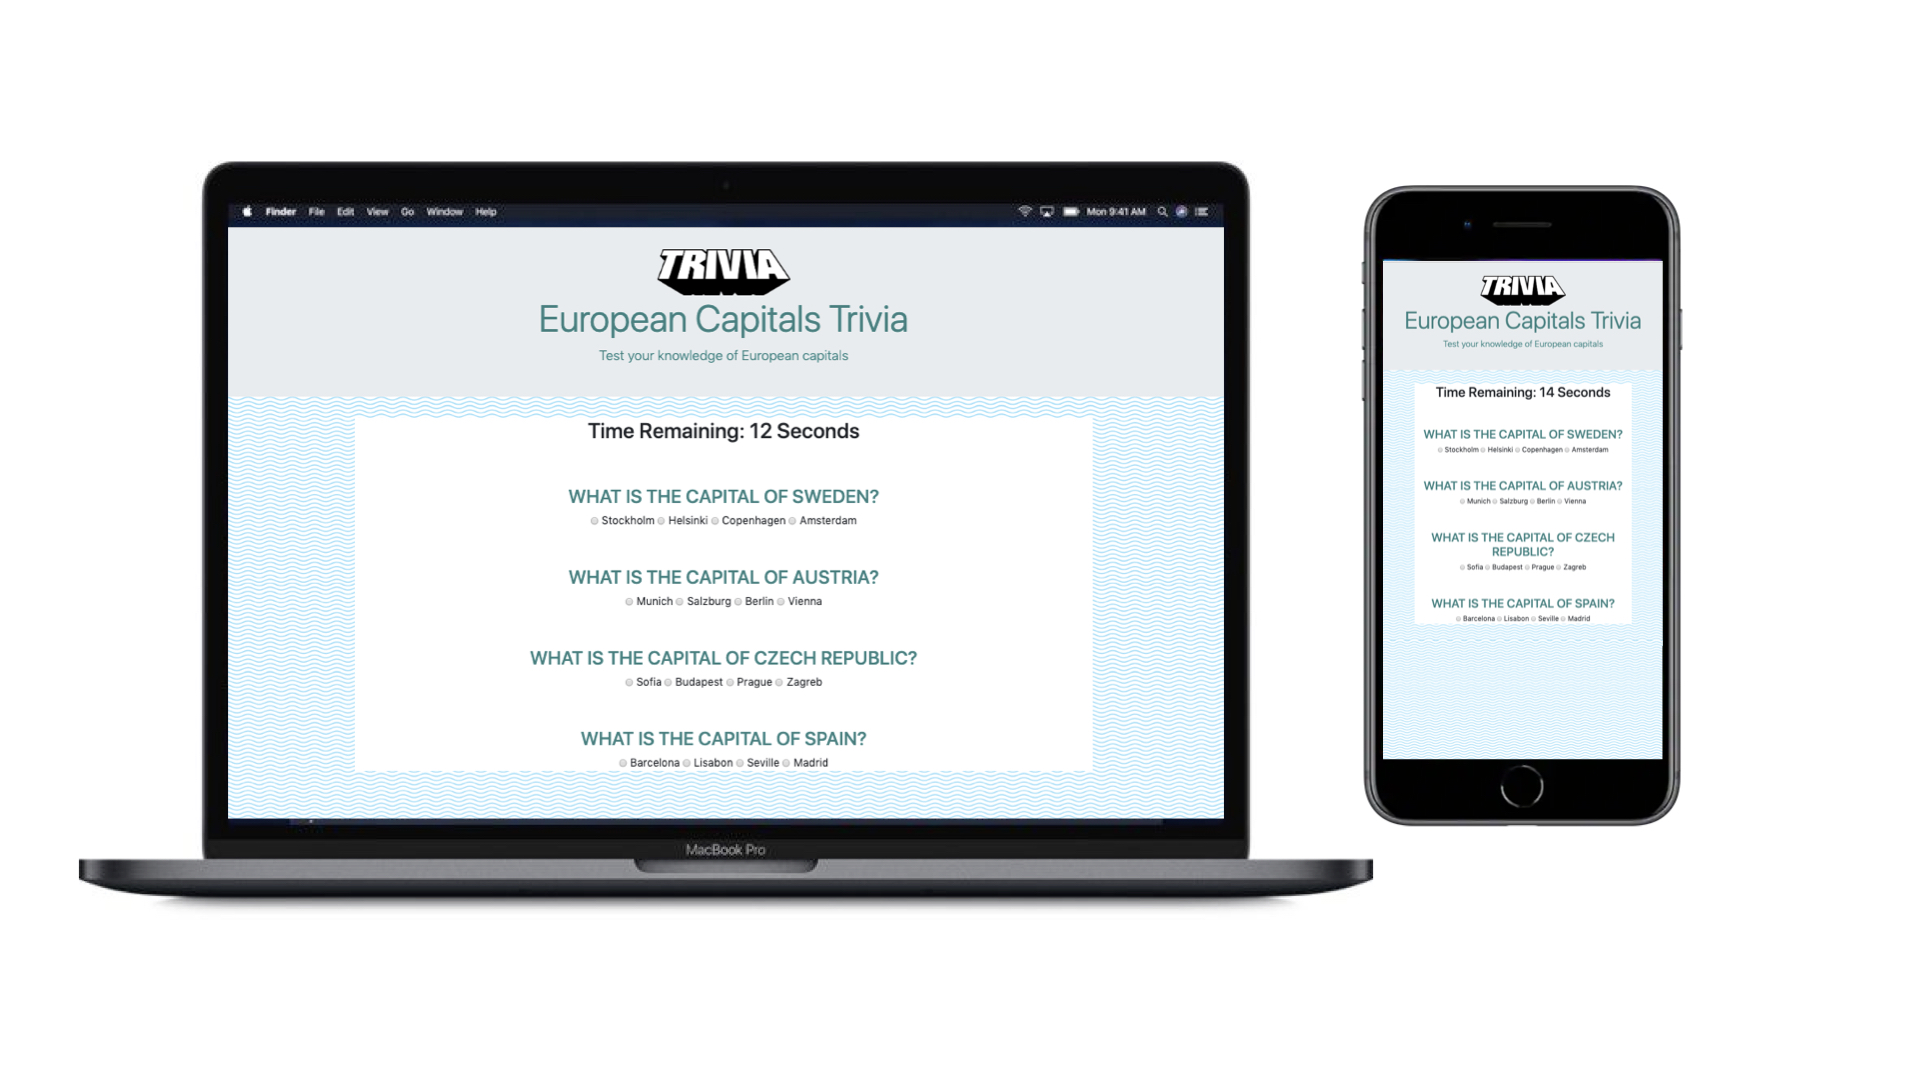 Finder File Edit View Go Window Help Mon 9:41 AM
TRIVIA
European Capitals Trivia
Test your knowledge of European capitals
Time Remaining: 12 Seconds
WHAT IS THE CAPITAL OF SWEDEN?
Stockholm Helsinki Copenhagen Amsterdam
WHAT IS THE CAPITAL OF AUSTRIA?
Munich Salzburg Berlin Vienna
WHAT IS THE CAPITAL OF CZECH REPUBLIC?
Sofia Budapest Prague Zagreb
WHAT IS THE CAPITAL OF SPAIN?
Barcelona Lisabon Seville Madrid
MacBook Pro
TRIVIA
European Capitals Trivia
Test your knowledge of European capitals
Time Remaining: 14 Seconds
WHAT IS THE CAPITAL OF SWEDEN?
Stockholm Helsinki Copenhagen Amsterdam
WHAT IS THE CAPITAL OF AUSTRIA?
Munich Salzburg Berlin Vienna
WHAT IS THE CAPITAL OF CZECH
REPUBLIC?
Sofia Budapest Prague Zagreb
WHAT IS THE CAPITAL OF SPAIN?
Barcelona Lisabon Seville Madrid